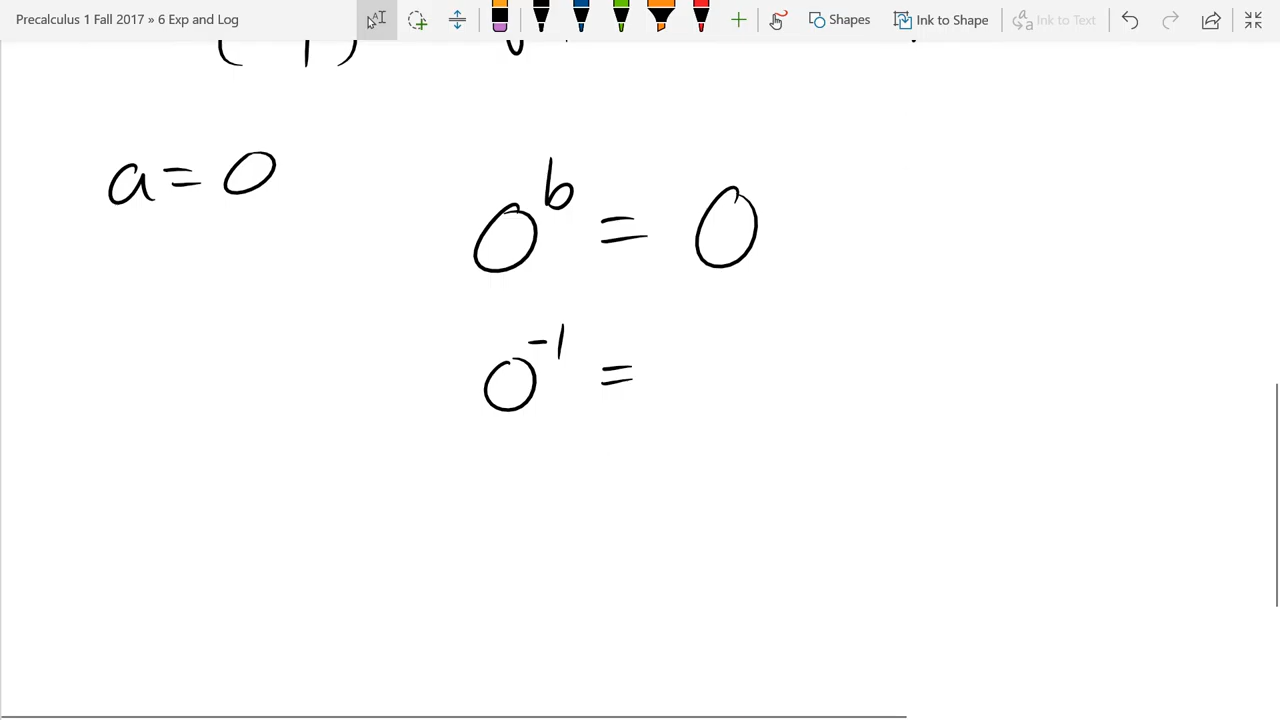 Precalculus 1 Fall 2017 » 6 Exp and Log
Shapes
Ink to Shape
Ink to Text
a = 0
0^b = 0
0^-1 =